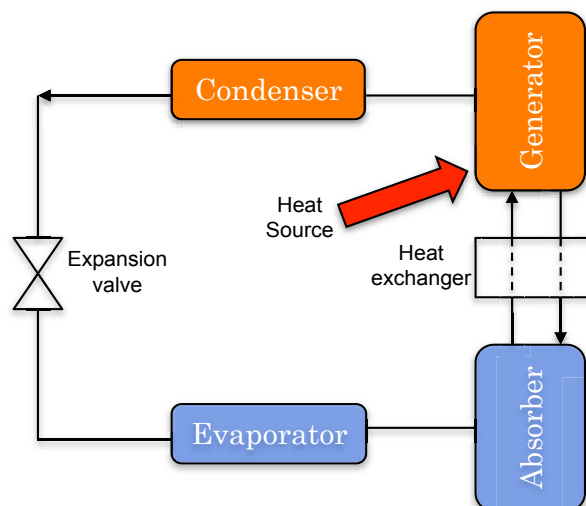 Condenser
Generator
Heat
Source
Heat
exchanger
Expansion
valve
Evaporator
Absorber